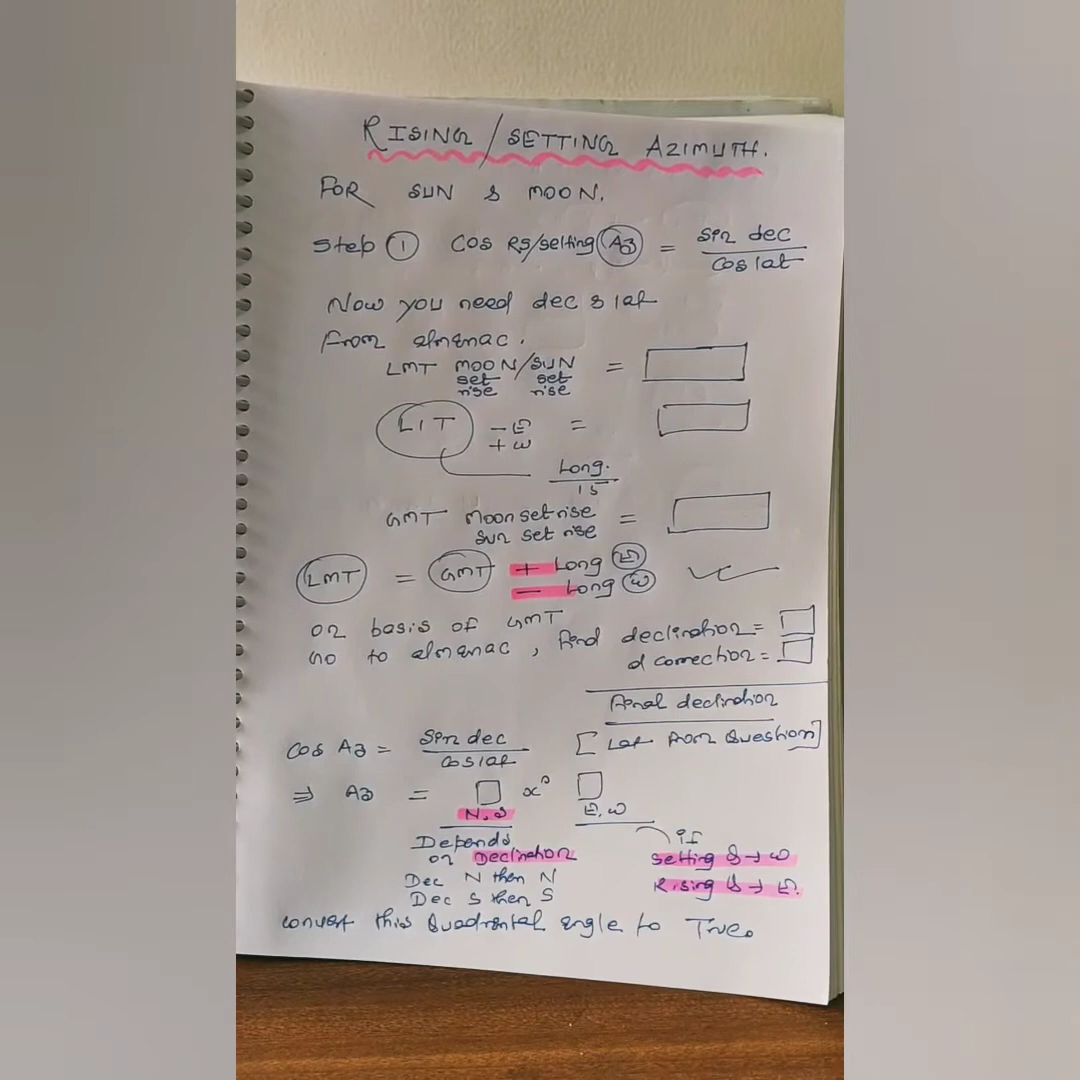 RISING/SETTING AZIMUTH.
FOR SUN & MOON.
Step 1 COS RS/setting Az = sin dec / cos lat
Now you need dec & lat
from almanac.
LMT MOON/SUN =
set set
rise rise
LIT - E =
+ W
Long. / 15
GMT Moon set rise =
sun set rise
LMT = GMT + Long E
- Long W
on basis of GMT
Go to almanac, find declination =
d correction =
final declination
cos Az = sin dec / cos lat [Lat from Question]
⇒ Az = x°
N, S E, W
Depends if
on Declination setting & → W
Dec N then N Rising & → E.
Dec S then S
convert this Quadrantal angle to True.